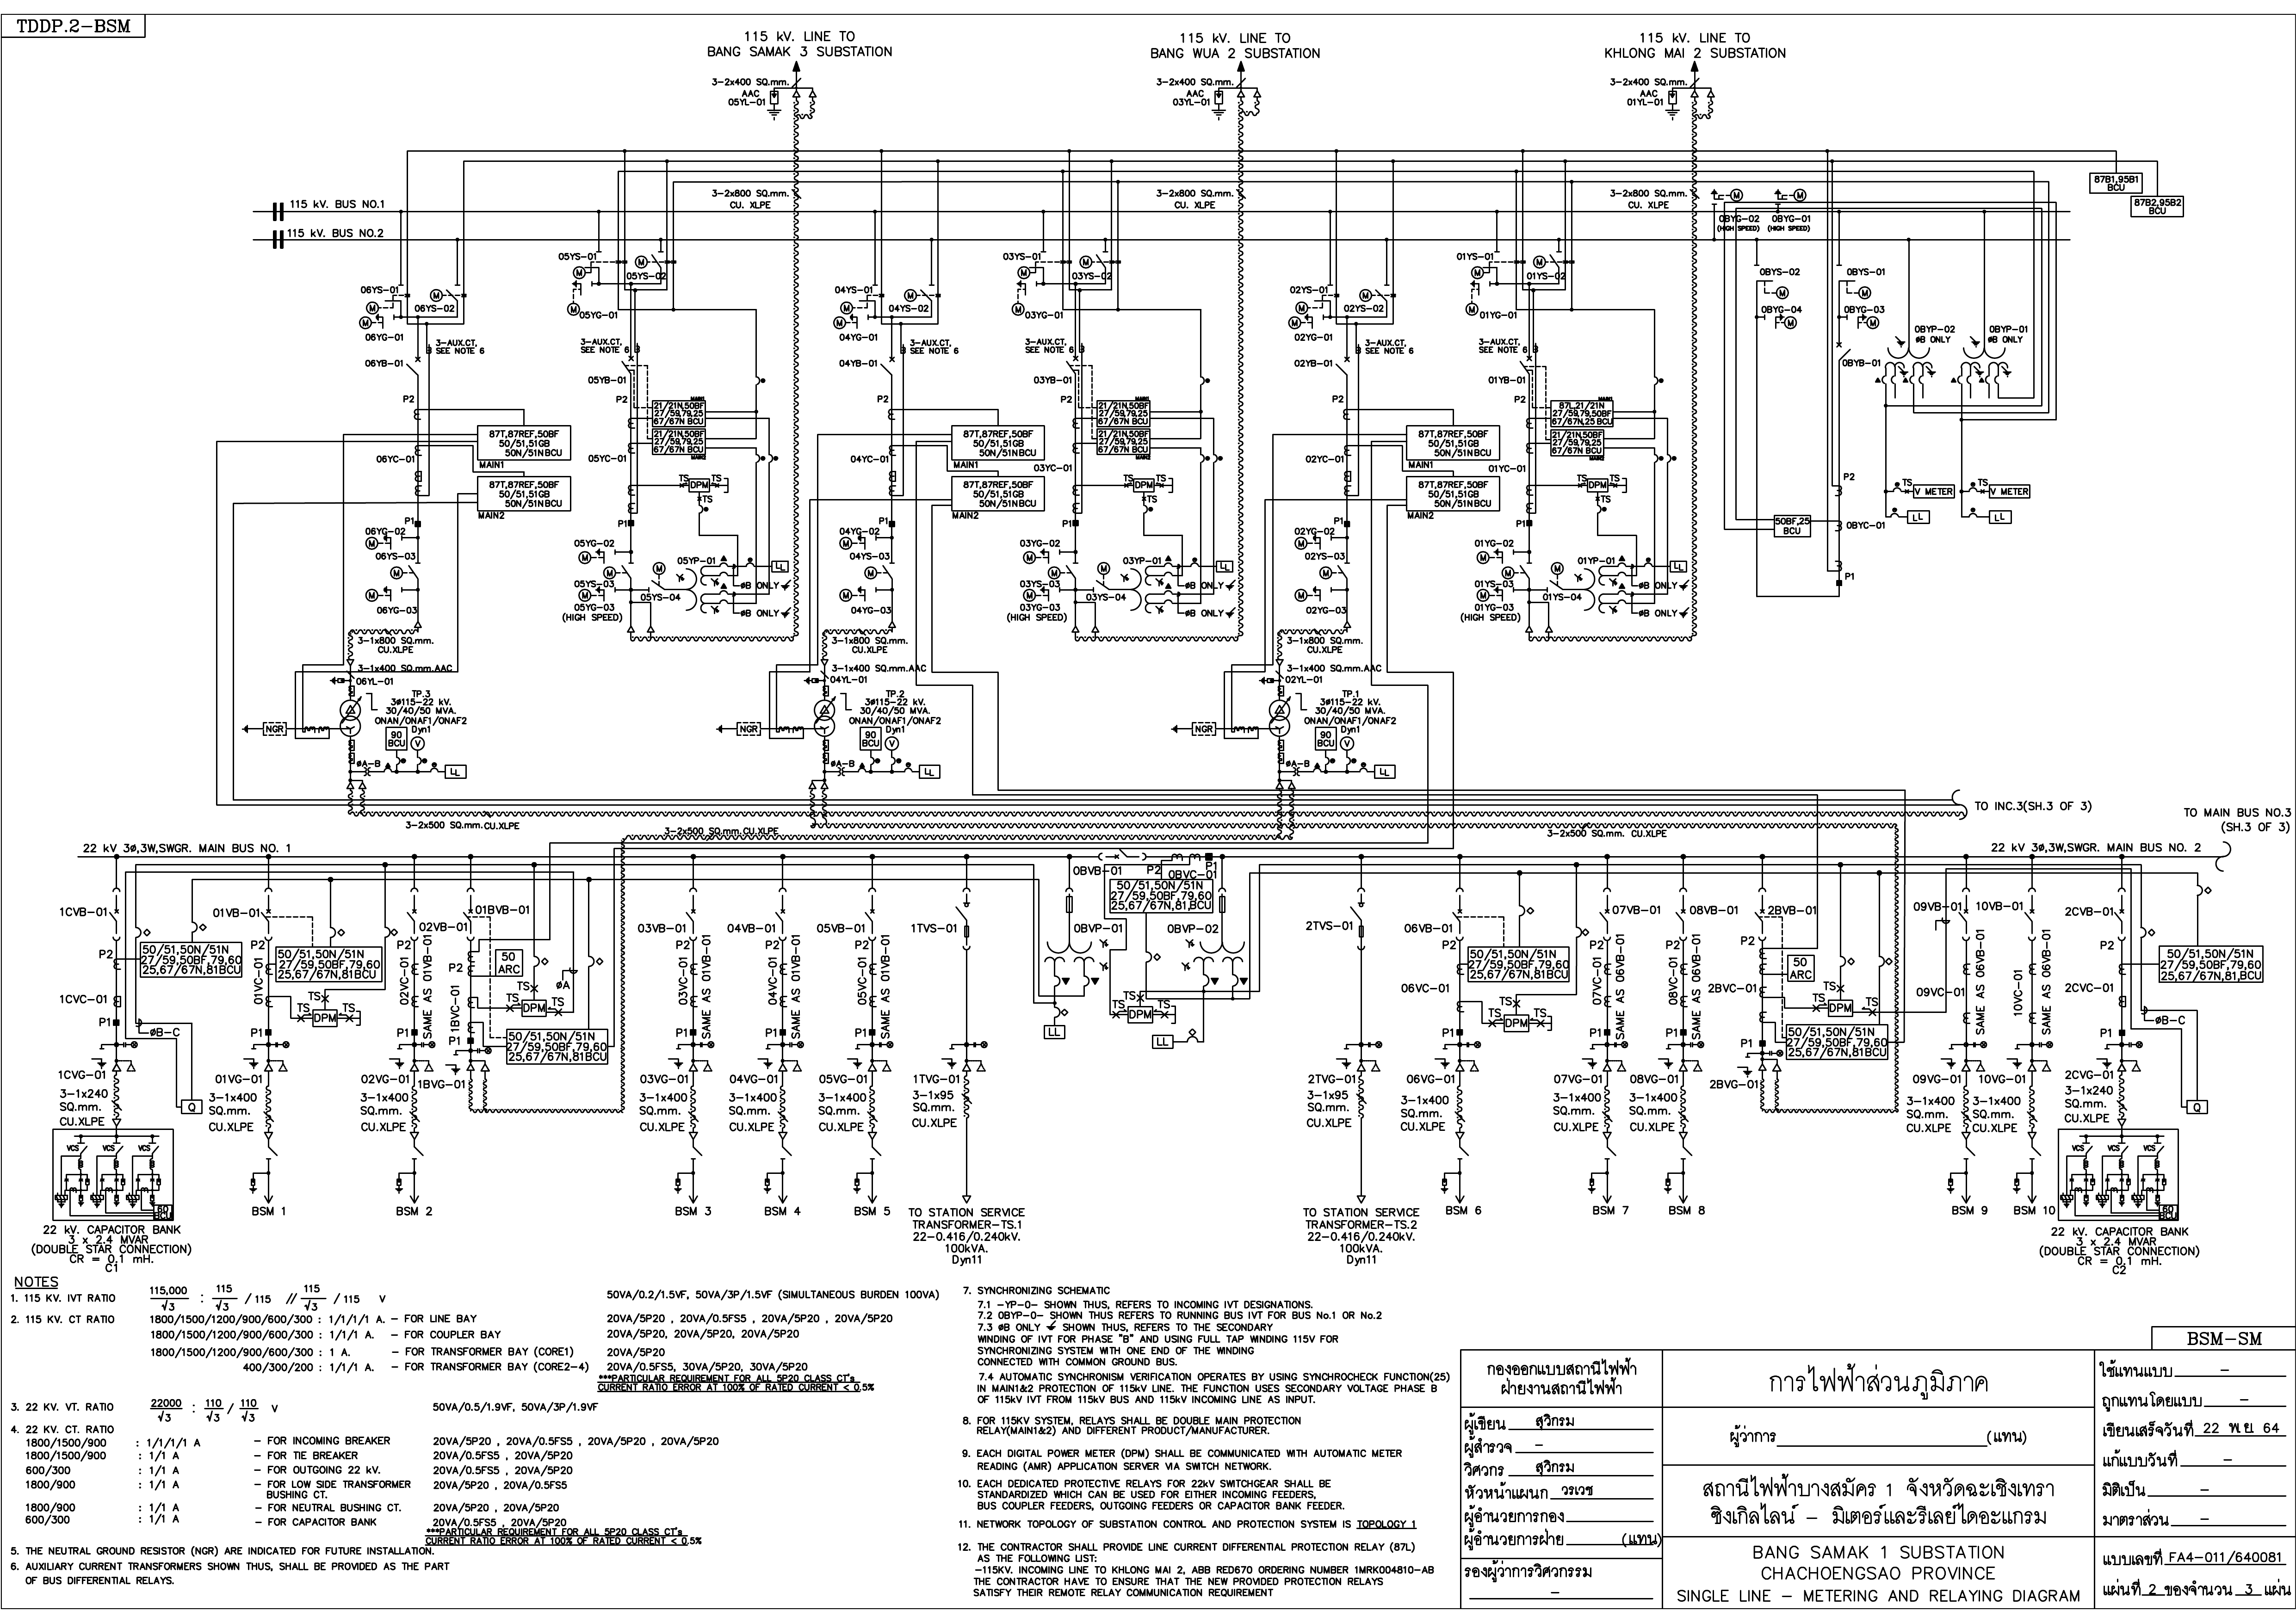 TDDP.2-BSM
115 kV. LINE TO
BANG SAMAK 3 SUBSTATION
115 kV. LINE TO
BANG WUA 2 SUBSTATION
115 kV. LINE TO
KHLONG MAI 2 SUBSTATION
3-2x400 SQ.mm.
AAC
05YL-01
3-2x400 SQ.mm.
AAC
03YL-01
3-2x400 SQ.mm.
AAC
01YL-01
87B1,95B1
BCU
87B2,95B2
BCU
3-2x800 SQ.mm.
CU. XLPE
3-2x800 SQ.mm.
CU. XLPE
3-2x800 SQ.mm.
CU. XLPE
115 kV. BUS NO.1
115 kV. BUS NO.2
0BYG-02
(HIGH SPEED)
0BYG-01
(HIGH SPEED)
06YS-01
06YS-02
06YG-01
06YB-01
05YS-01
05YS-02
05YG-01
3-AUX.CT,
SEE NOTE 6
05YB-01
04YS-01
04YS-02
04YG-01
04YB-01
3-AUX.CT,
SEE NOTE 6
03YS-01
03YS-02
03YG-01
3-AUX.CT,
SEE NOTE 6
03YB-01
02YS-01
02YS-02
02YG-01
02YB-01
3-AUX.CT,
SEE NOTE 6
01YS-01
01YS-02
01YG-01
3-AUX.CT,
SEE NOTE 6
01YB-01
3-AUX.CT,
SEE NOTE 6
0BYS-02
0BYG-04
0BYS-01
0BYG-03
0BYB-01
0BYP-02
øB ONLY
0BYP-01
øB ONLY
P2
87T,87REF,50BF
50/51,51GB
50N/51NBCU
MAIN1
87T,87REF,50BF
50/51,51GB
50N/51NBCU
MAIN2
06YC-01
P1
06YG-02
06YS-03
06YG-03
P2
MAIN1
21/21N,50BF
27/59,79,25
67/67N BCU
21/21N,50BF
27/59,79,25
67/67N BCU
MAIN2
05YC-01
TS DPM TS
TS
P1
05YG-02
05YS-03
05YG-03
(HIGH SPEED)
05YS-04
05YP-01
LL
øB ONLY
øB ONLY
P2
87T,87REF,50BF
50/51,51GB
50N/51NBCU
MAIN1
87T,87REF,50BF
50/51,51GB
50N/51NBCU
MAIN2
04YC-01
P1
04YG-02
04YS-03
04YG-03
P2
MAIN1
21/21N,50BF
27/59,79,25
67/67N BCU
21/21N,50BF
27/59,79,25
67/67N BCU
MAIN2
03YC-01
TS DPM TS
TS
P1
03YG-02
03YS-03
03YG-03
(HIGH SPEED)
03YS-04
03YP-01
LL
øB ONLY
øB ONLY
P2
87T,87REF,50BF
50/51,51GB
50N/51NBCU
MAIN1
87T,87REF,50BF
50/51,51GB
50N/51NBCU
MAIN2
02YC-01
P1
02YG-02
02YS-03
02YG-03
P2
MAIN1
87L,21/21N
27/59,79,50BF
67/67N,25 BCU
21/21N,50BF
27/59,79,25
67/67N BCU
MAIN2
01YC-01
TS DPM TS
TS
P1
01YG-02
01YS-03
01YG-03
(HIGH SPEED)
01YS-04
01YP-01
LL
øB ONLY
øB ONLY
P2
50BF,25
BCU
0BYC-01
P1
TS V METER
LL
TS V METER
LL
3-1x800 SQ.mm.
CU.XLPE
3-1x400 SQ.mm.AAC
06YL-01
TP.3
3ø115-22 kV.
30/40/50 MVA.
ONAN/ONAF1/ONAF2
Dyn1
NGR
90
BCU
V
øA-B
LL
3-1x800 SQ.mm.
CU.XLPE
3-1x400 SQ.mm.AAC
04YL-01
TP.2
3ø115-22 kV.
30/40/50 MVA.
ONAN/ONAF1/ONAF2
Dyn1
NGR
90
BCU
V
øA-B
LL
3-1x800 SQ.mm.
CU.XLPE
3-1x400 SQ.mm.AAC
02YL-01
TP.1
3ø115-22 kV.
30/40/50 MVA.
ONAN/ONAF1/ONAF2
Dyn1
NGR
90
BCU
V
øA-B
LL
TO INC.3(SH.3 OF 3)
TO MAIN BUS NO.3
(SH.3 OF 3)
3-2x500 SQ.mm.CU.XLPE
3-2x500 SQ.mm.CU.XLPE
3-2x500 SQ.mm. CU.XLPE
22 kV 3ø,3W,SWGR. MAIN BUS NO. 1
22 kV 3ø,3W,SWGR. MAIN BUS NO. 2
1CVB-01
P2
50/51,50N/51N
27/59,50BF,79,60
25,67/67N,81BCU
1CVC-01
P1
øB-C
1CVG-01
3-1x240
SQ.mm.
CU.XLPE
Q
VCS VCS VCS
60
BCU
22 kV. CAPACITOR BANK
3 x 2.4 MVAR
(DOUBLE STAR CONNECTION)
CR = 0.1 mH.
C1
01VB-01
P2
50/51,50N/51N
27/59,50BF,79,60
25,67/67N,81BCU
01VC-01
TS
TS DPM TS
P1
01VG-01
3-1x400
SQ.mm.
CU.XLPE
BSM 1
02VB-01
P2
02VC-01
SAME AS 01VB-01
P1
02VG-01
3-1x400
SQ.mm.
CU.XLPE
BSM 2
01BVB-01
P2
50
ARC
1BVC-01
TS
TS DPM TS
øA
50/51,50N/51N
27/59,50BF,79,60
25,67/67N,81BCU
P1
1BVG-01
03VB-01
P2
03VC-01
SAME AS 01VB-01
P1
03VG-01
3-1x400
SQ.mm.
CU.XLPE
BSM 3
04VB-01
P2
04VC-01
SAME AS 01VB-01
P1
04VG-01
3-1x400
SQ.mm.
CU.XLPE
BSM 4
05VB-01
P2
05VC-01
SAME AS 01VB-01
P1
05VG-01
3-1x400
SQ.mm.
CU.XLPE
BSM 5
1TVS-01
1TVG-01
3-1x95
SQ.mm.
CU.XLPE
TO STATION SERVICE
TRANSFORMER-TS.1
22-0.416/0.240kV.
100kVA.
Dyn11
0BVB-01
P2
P1
0BVC-01
50/51,50N/51N
27/59,50BF,79,60
25,67/67N,81,BCU
0BVP-01
0BVP-02
TS
TS DPM TS
LL
LL
2TVS-01
2TVG-01
3-1x95
SQ.mm.
CU.XLPE
TO STATION SERVICE
TRANSFORMER-TS.2
22-0.416/0.240kV.
100kVA.
Dyn11
06VB-01
P2
50/51,50N/51N
27/59,50BF,79,60
25,67/67N,81BCU
06VC-01
TS
TS DPM TS
P1
06VG-01
3-1x400
SQ.mm.
CU.XLPE
BSM 6
07VB-01
P2
07VC-01
SAME AS 06VB-01
P1
07VG-01
3-1x400
SQ.mm.
CU.XLPE
BSM 7
08VB-01
P2
08VC-01
SAME AS 06VB-01
P1
08VG-01
3-1x400
SQ.mm.
CU.XLPE
BSM 8
2BVB-01
P2
50
ARC
2BVC-01
TS
TS DPM TS
50/51,50N/51N
27/59,50BF,79,60
25,67/67N,81BCU
P1
2BVG-01
09VB-01
P2
09VC-01
SAME AS 06VB-01
P1
09VG-01
3-1x400
SQ.mm.
CU.XLPE
BSM 9
10VB-01
P2
10VC-01
SAME AS 06VB-01
P1
10VG-01
3-1x400
SQ.mm.
CU.XLPE
BSM 10
2CVB-01
P2
50/51,50N/51N
27/59,50BF,79,60
25,67/67N,81BCU
2CVC-01
P1
øB-C
2CVG-01
3-1x240
SQ.mm.
CU.XLPE
Q
VCS VCS VCS
60
BCU
22 kV. CAPACITOR BANK
3 x 2.4 MVAR
(DOUBLE STAR CONNECTION)
CR = 0.1 mH.
C2
NOTES
1. 115 KV. IVT RATIO 115,000/√3 : 115/√3 / 115 // 115/√3 / 115 V 50VA/0.2/1.5VF, 50VA/3P/1.5VF (SIMULTANEOUS BURDEN 100VA)
2. 115 KV. CT RATIO 1800/1500/1200/900/600/300 : 1/1/1/1 A. - FOR LINE BAY 20VA/5P20 , 20VA/0.5FS5 , 20VA/5P20 , 20VA/5P20
1800/1500/1200/900/600/300 : 1/1/1 A. - FOR COUPLER BAY 20VA/5P20, 20VA/5P20, 20VA/5P20
1800/1500/1200/900/600/300 : 1 A. - FOR TRANSFORMER BAY (CORE1) 20VA/5P20
400/300/200 : 1/1/1 A. - FOR TRANSFORMER BAY (CORE2-4) 20VA/0.5FS5, 30VA/5P20, 30VA/5P20
***PARTICULAR REQUIREMENT FOR ALL 5P20 CLASS CT's
CURRENT RATIO ERROR AT 100% OF RATED CURRENT < 0.5%
3. 22 KV. VT. RATIO 22000/√3 : 110/√3 / 110/√3 V 50VA/0.5/1.9VF, 50VA/3P/1.9VF
4. 22 KV. CT. RATIO
1800/1500/900 : 1/1/1/1 A - FOR INCOMING BREAKER 20VA/5P20 , 20VA/0.5FS5 , 20VA/5P20 , 20VA/5P20
1800/1500/900 : 1/1 A - FOR TIE BREAKER 20VA/0.5FS5 , 20VA/5P20
600/300 : 1/1 A - FOR OUTGOING 22 kV. 20VA/0.5FS5 , 20VA/5P20
1800/900 : 1/1 A - FOR LOW SIDE TRANSFORMER 20VA/5P20 , 20VA/0.5FS5
BUSHING CT.
1800/900 : 1/1 A - FOR NEUTRAL BUSHING CT. 20VA/5P20 , 20VA/5P20
600/300 : 1/1 A - FOR CAPACITOR BANK 20VA/0.5FS5 , 20VA/5P20
***PARTICULAR REQUIREMENT FOR ALL 5P20 CLASS CT's
CURRENT RATIO ERROR AT 100% OF RATED CURRENT < 0.5%
5. THE NEUTRAL GROUND RESISTOR (NGR) ARE INDICATED FOR FUTURE INSTALLATION.
6. AUXILIARY CURRENT TRANSFORMERS SHOWN THUS, SHALL BE PROVIDED AS THE PART
OF BUS DIFFERENTIAL RELAYS.
7. SYNCHRONIZING SCHEMATIC
7.1 -YP-0- SHOWN THUS, REFERS TO INCOMING IVT DESIGNATIONS.
7.2 0BYP-0- SHOWN THUS REFERS TO RUNNING BUS IVT FOR BUS No.1 OR No.2
7.3 øB ONLY SHOWN THUS, REFERS TO THE SECONDARY
WINDING OF IVT FOR PHASE "B" AND USING FULL TAP WINDING 115V FOR
SYNCHRONIZING SYSTEM WITH ONE END OF THE WINDING
CONNECTED WITH COMMON GROUND BUS.
7.4 AUTOMATIC SYNCHRONISM VERIFICATION OPERATES BY USING SYNCHROCHECK FUNCTION(25)
IN MAIN1&2 PROTECTION OF 115kV LINE. THE FUNCTION USES SECONDARY VOLTAGE PHASE B
OF 115kV IVT FROM 115kV BUS AND 115kV INCOMING LINE AS INPUT.
8. FOR 115KV SYSTEM, RELAYS SHALL BE DOUBLE MAIN PROTECTION
RELAY(MAIN1&2) AND DIFFERENT PRODUCT/MANUFACTURER.
9. EACH DIGITAL POWER METER (DPM) SHALL BE COMMUNICATED WITH AUTOMATIC METER
READING (AMR) APPLICATION SERVER VIA SWITCH NETWORK.
10. EACH DEDICATED PROTECTIVE RELAYS FOR 22kV SWITCHGEAR SHALL BE
STANDARDIZED WHICH CAN BE USED FOR EITHER INCOMING FEEDERS,
BUS COUPLER FEEDERS, OUTGOING FEEDERS OR CAPACITOR BANK FEEDER.
11. NETWORK TOPOLOGY OF SUBSTATION CONTROL AND PROTECTION SYSTEM IS TOPOLOGY 1
12. THE CONTRACTOR SHALL PROVIDE LINE CURRENT DIFFERENTIAL PROTECTION RELAY (87L)
AS THE FOLLOWING LIST:
-115KV. INCOMING LINE TO KHLONG MAI 2, ABB RED670 ORDERING NUMBER 1MRK004810-AB
THE CONTRACTOR HAVE TO ENSURE THAT THE NEW PROVIDED PROTECTION RELAYS
SATISFY THEIR REMOTE RELAY COMMUNICATION REQUIREMENT
BSM-SM
กองออกแบบสถานีไฟฟ้า
ฝ่ายงานสถานีไฟฟ้า
ผู้เขียน สุวิกรม
ผู้สำรวจ -
วิศวกร สุวิกรม
หัวหน้าแผนก วรเวช
ผู้อำนวยการกอง
ผู้อำนวยการฝ่าย (แทน)
รองผู้ว่าการวิศวกรรม
-
การไฟฟ้าส่วนภูมิภาค
ผู้ว่าการ (แทน)
สถานีไฟฟ้าบางสมัคร 1 จังหวัดฉะเชิงเทรา
ซิงเกิลไลน์ - มิเตอร์และรีเลย์ไดอะแกรม
BANG SAMAK 1 SUBSTATION
CHACHOENGSAO PROVINCE
SINGLE LINE - METERING AND RELAYING DIAGRAM
ใช้แทนแบบ -
ถูกแทนโดยแบบ -
เขียนเสร็จวันที่ 22 พย 64
แก้แบบวันที่ -
มิติเป็น -
มาตราส่วน -
แบบเลขที่ FA4-011/640081
แผ่นที่ 2 ของจำนวน 3 แผ่น